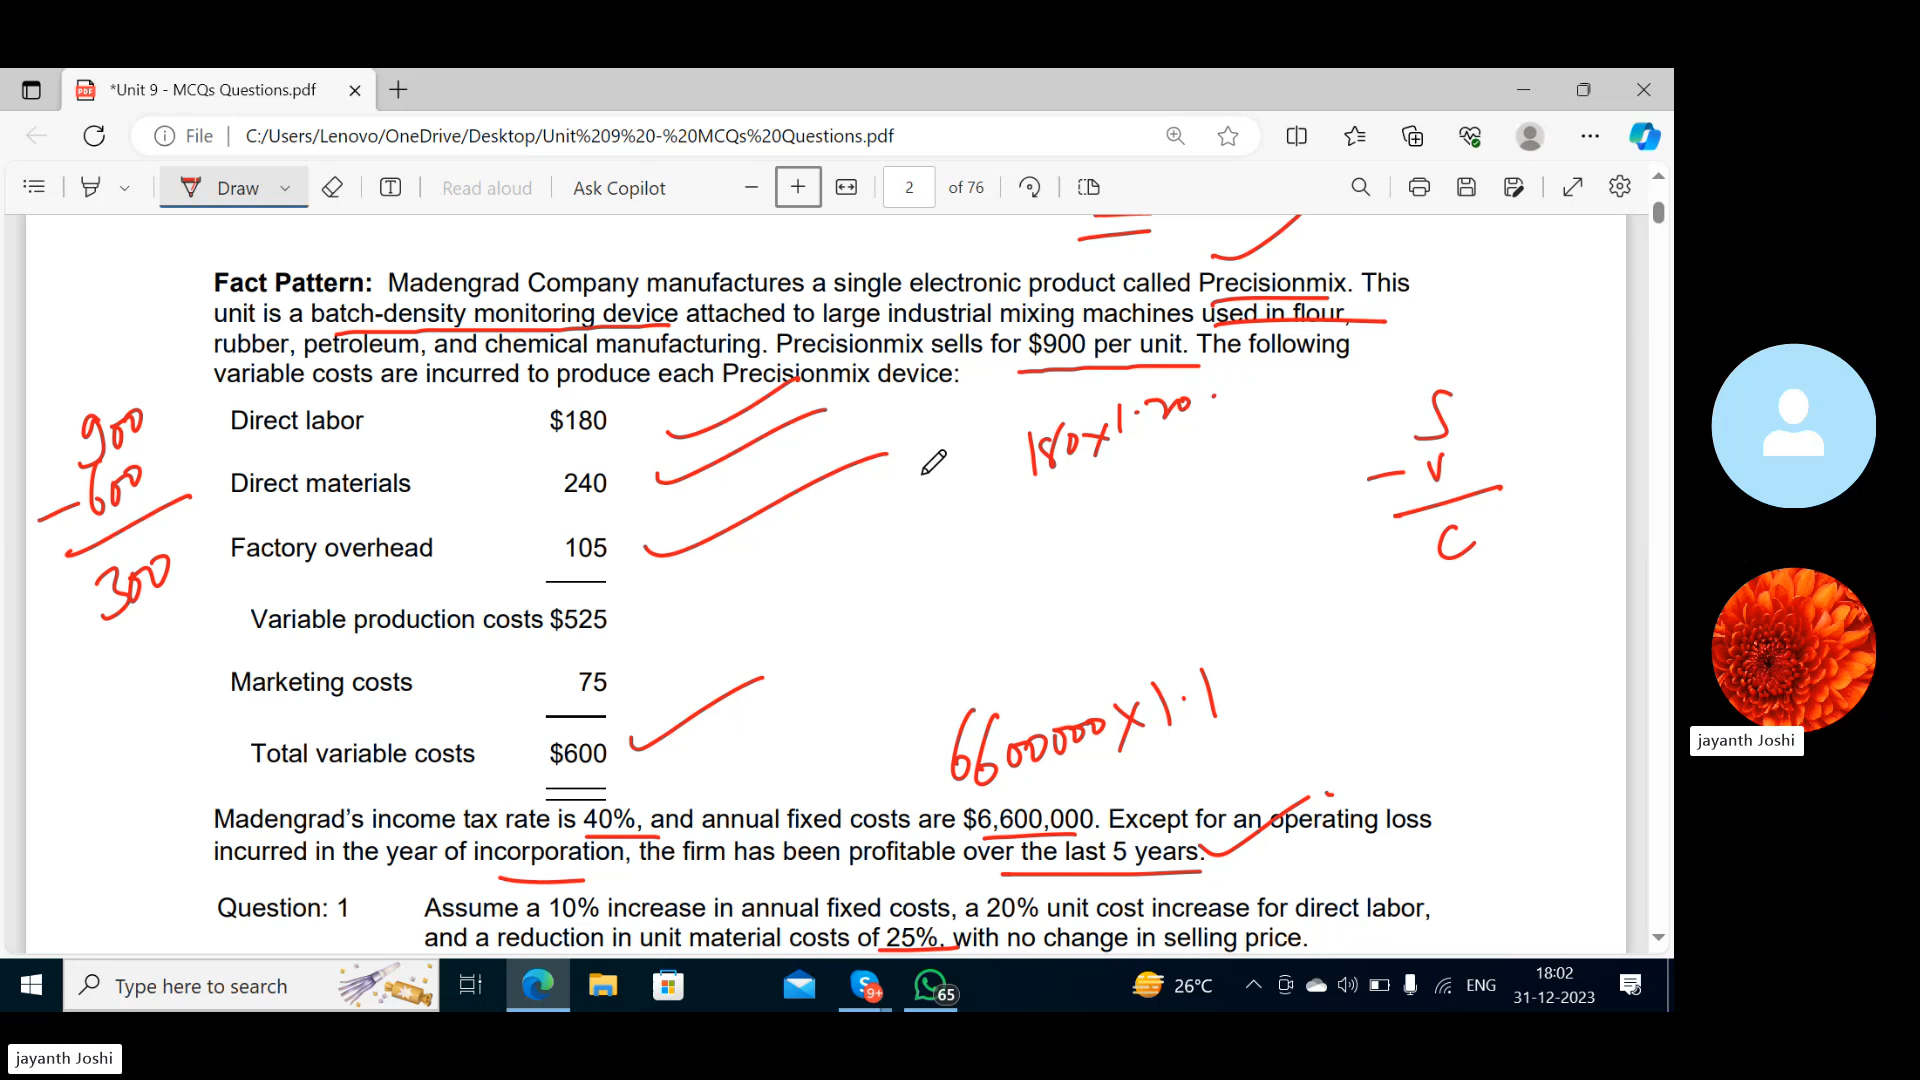 *Unit 9 - MCQs Questions.pdf
File
C:/Users/Lenovo/OneDrive/Desktop/Unit%209%20-%20MCQs%20Questions.pdf
Draw
Read aloud
Ask Copilot
2
of 76
Fact Pattern: Madengrad Company manufactures a single electronic product called Precisionmix. This
unit is a batch-density monitoring device attached to large industrial mixing machines used in flour,
rubber, petroleum, and chemical manufacturing. Precisionmix sells for $900 per unit. The following
variable costs are incurred to produce each Precisionmix device:
Direct labor $180
Direct materials 240
Factory overhead 105
Variable production costs $525
Marketing costs 75
Total variable costs $600
900
- 600
300
180 x 1.20
S
- V
C
6600000 x 1.1
Madengrad's income tax rate is 40%, and annual fixed costs are $6,600,000. Except for an operating loss
incurred in the year of incorporation, the firm has been profitable over the last 5 years.
Question: 1 Assume a 10% increase in annual fixed costs, a 20% unit cost increase for direct labor,
and a reduction in unit material costs of 25%, with no change in selling price.
jayanth Joshi
Type here to search
9+
65
26°C
ENG
18:02
31-12-2023
jayanth Joshi